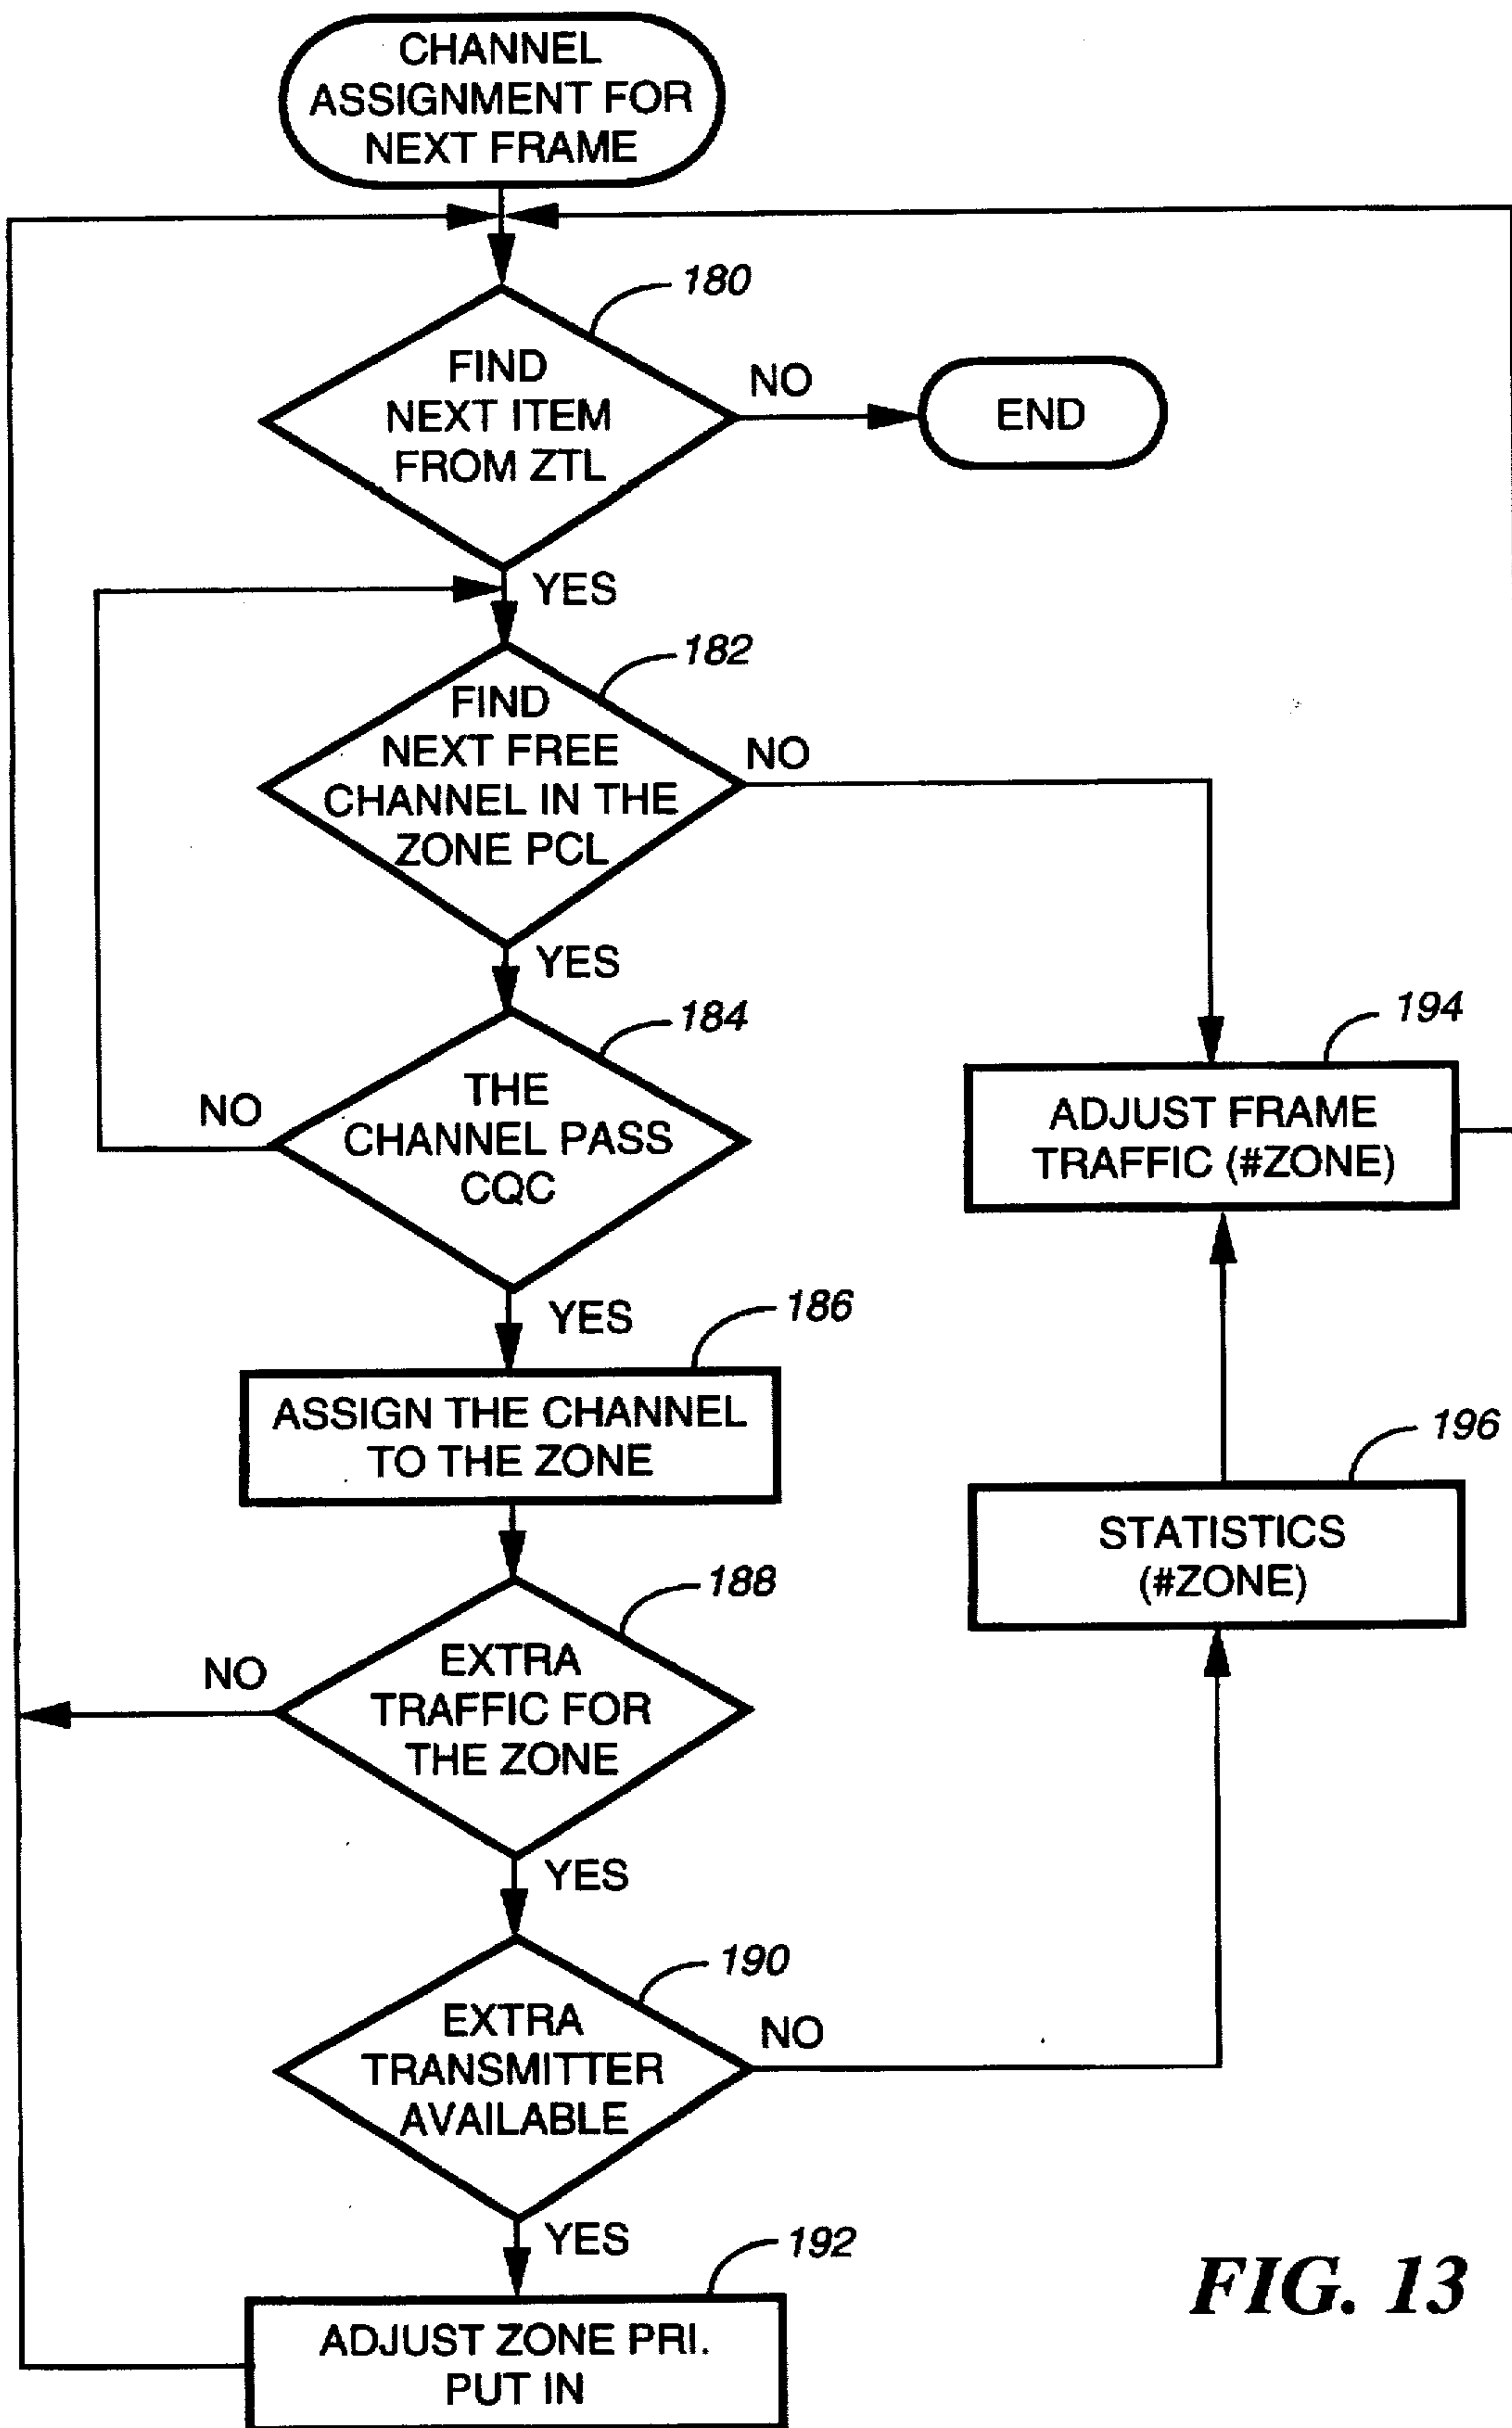 CHANNEL
ASSIGNMENT FOR
NEXT FRAME
180
FIND
NEXT ITEM
FROM ZTL
NO
END
YES
182
FIND
NEXT FREE
CHANNEL IN THE
ZONE PCL
NO
YES
184
THE
CHANNEL PASS
CQC
NO
194
ADJUST FRAME
TRAFFIC (#ZONE)
YES
186
ASSIGN THE CHANNEL
TO THE ZONE
196
STATISTICS
(#ZONE)
188
EXTRA
TRAFFIC FOR
THE ZONE
NO
YES
190
EXTRA
TRANSMITTER
AVAILABLE
NO
YES
192
ADJUST ZONE PRI.
PUT IN
FIG. 13